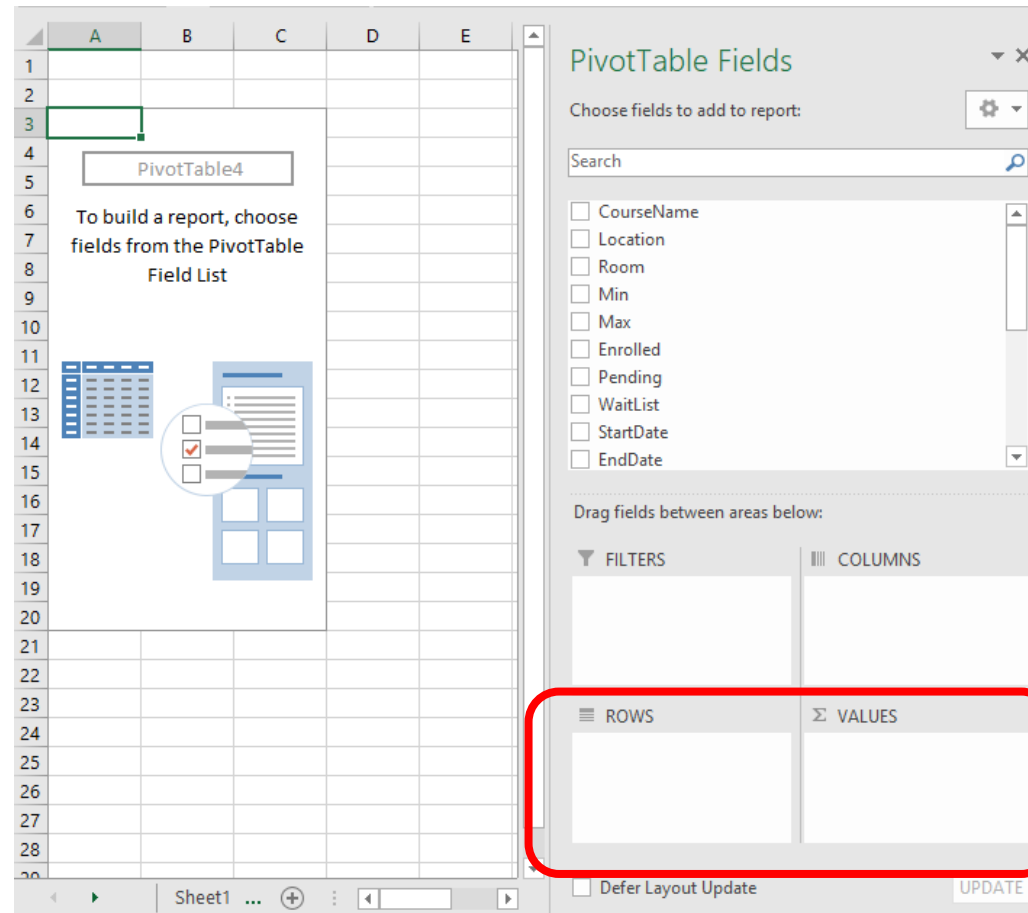 A B C D E
1
2
3
4
5
6
7
8
9
10
11
12
13
14
15
16
17
18
19
20
21
22
23
24
25
26
27
28
29
PivotTable4
To build a report, choose
fields from the PivotTable
Field List
Sheet1 ...
PivotTable Fields
Choose fields to add to report:
Search
CourseName
Location
Room
Min
Max
Enrolled
Pending
WaitList
StartDate
EndDate
Drag fields between areas below:
FILTERS
COLUMNS
ROWS
Σ VALUES
Defer Layout Update
UPDATE